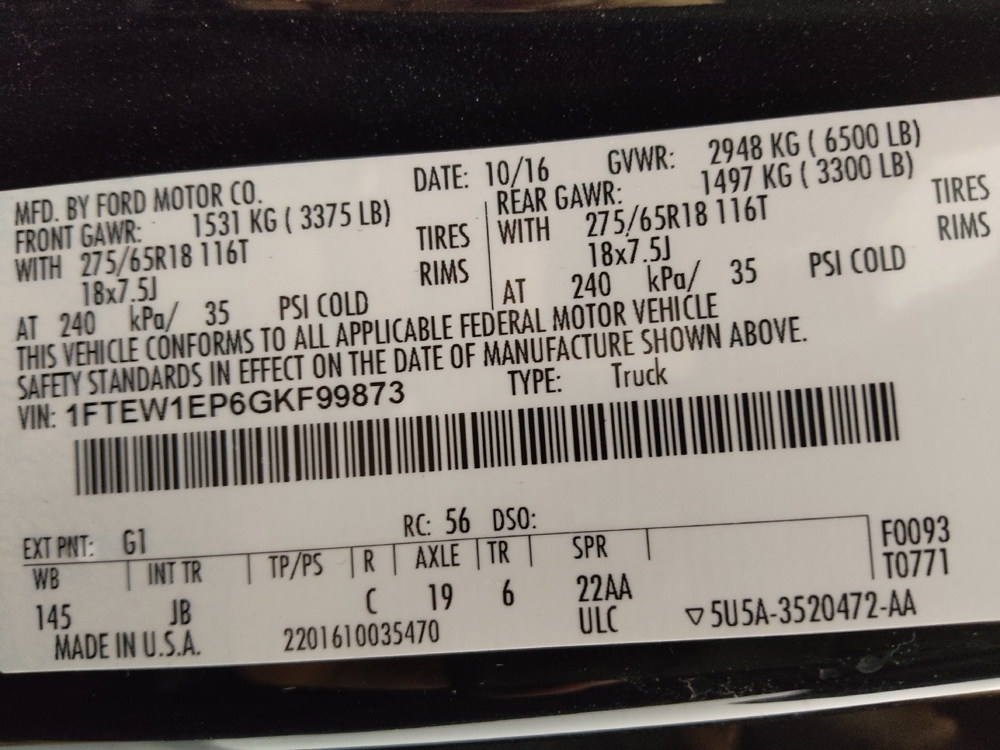 MFD. BY FORD MOTOR CO. DATE: 10/16 GVWR: 2948 KG ( 6500 LB)
FRONT GAWR: 1531 KG ( 3375 LB) REAR GAWR: 1497 KG ( 3300 LB)
WITH 275/65R18 116T TIRES WITH 275/65R18 116T TIRES
18x7.5J RIMS 18x7.5J RIMS
AT 240 kPa/ 35 PSI COLD AT 240 kPa/ 35 PSI COLD
THIS VEHICLE CONFORMS TO ALL APPLICABLE FEDERAL MOTOR VEHICLE
SAFETY STANDARDS IN EFFECT ON THE DATE OF MANUFACTURE SHOWN ABOVE.
VIN: 1FTEW1EP6GKF99873 TYPE: Truck
EXT PNT: G1 RC: 56 DSO: F0093
WB INT TR TP/PS R AXLE TR SPR T0771
145 JB C 19 6 22AA
MADE IN U.S.A. 2201610035470 ULC ▽5U5A-3520472-AA